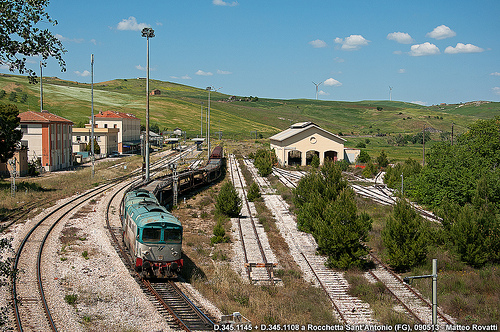 D.345.1145 + D.345.1108 a Rocchetta Sant'Antonio (FG), 090513 - Matteo Rovatti